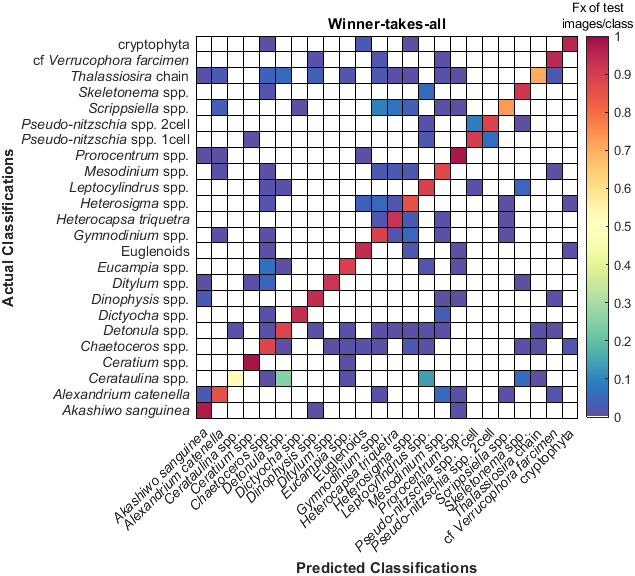 Winner-takes-all
Fx of test
images/class
Actual Classifications
cryptophyta
cf Verrucophora farcimen
Thalassiosira chain
Skeletonema spp.
Scrippsiella spp.
Pseudo-nitzschia spp. 2cell
Pseudo-nitzschia spp. 1cell
Prorocentrum spp.
Mesodinium spp.
Leptocylindrus spp.
Heterosigma spp.
Heterocapsa triquetra
Gymnodinium spp.
Euglenoids
Eucampia spp.
Ditylum spp.
Dinophysis spp.
Dictyocha spp.
Detonula spp.
Chaetoceros spp.
Ceratium spp.
Cerataulina spp.
Alexandrium catenella
Akashiwo sanguinea
1
0.9
0.8
0.7
0.6
0.5
0.4
0.3
0.2
0.1
0
Akashiwo sanguinea
Alexandrium catenella
Cerataulina spp
Ceratium spp
Chaetoceros spp
Detonula spp
Dictyocha spp
Dinophysis spp
Ditylum spp
Eucampia spp
Euglenoids
Gymnodinium spp
Heterocapsa triquetra
Heterosigma spp
Leptocylindrus spp
Mesodinium spp
Prorocentrum spp
Pseudo-nitzschia spp. 1 cell
Pseudo-nitzschia spp. 2cell
Scrippsiella spp
Skeletonema spp
Thalassiosira chain
cf Verrucophora farcimen
cryptophyta
Predicted Classifications